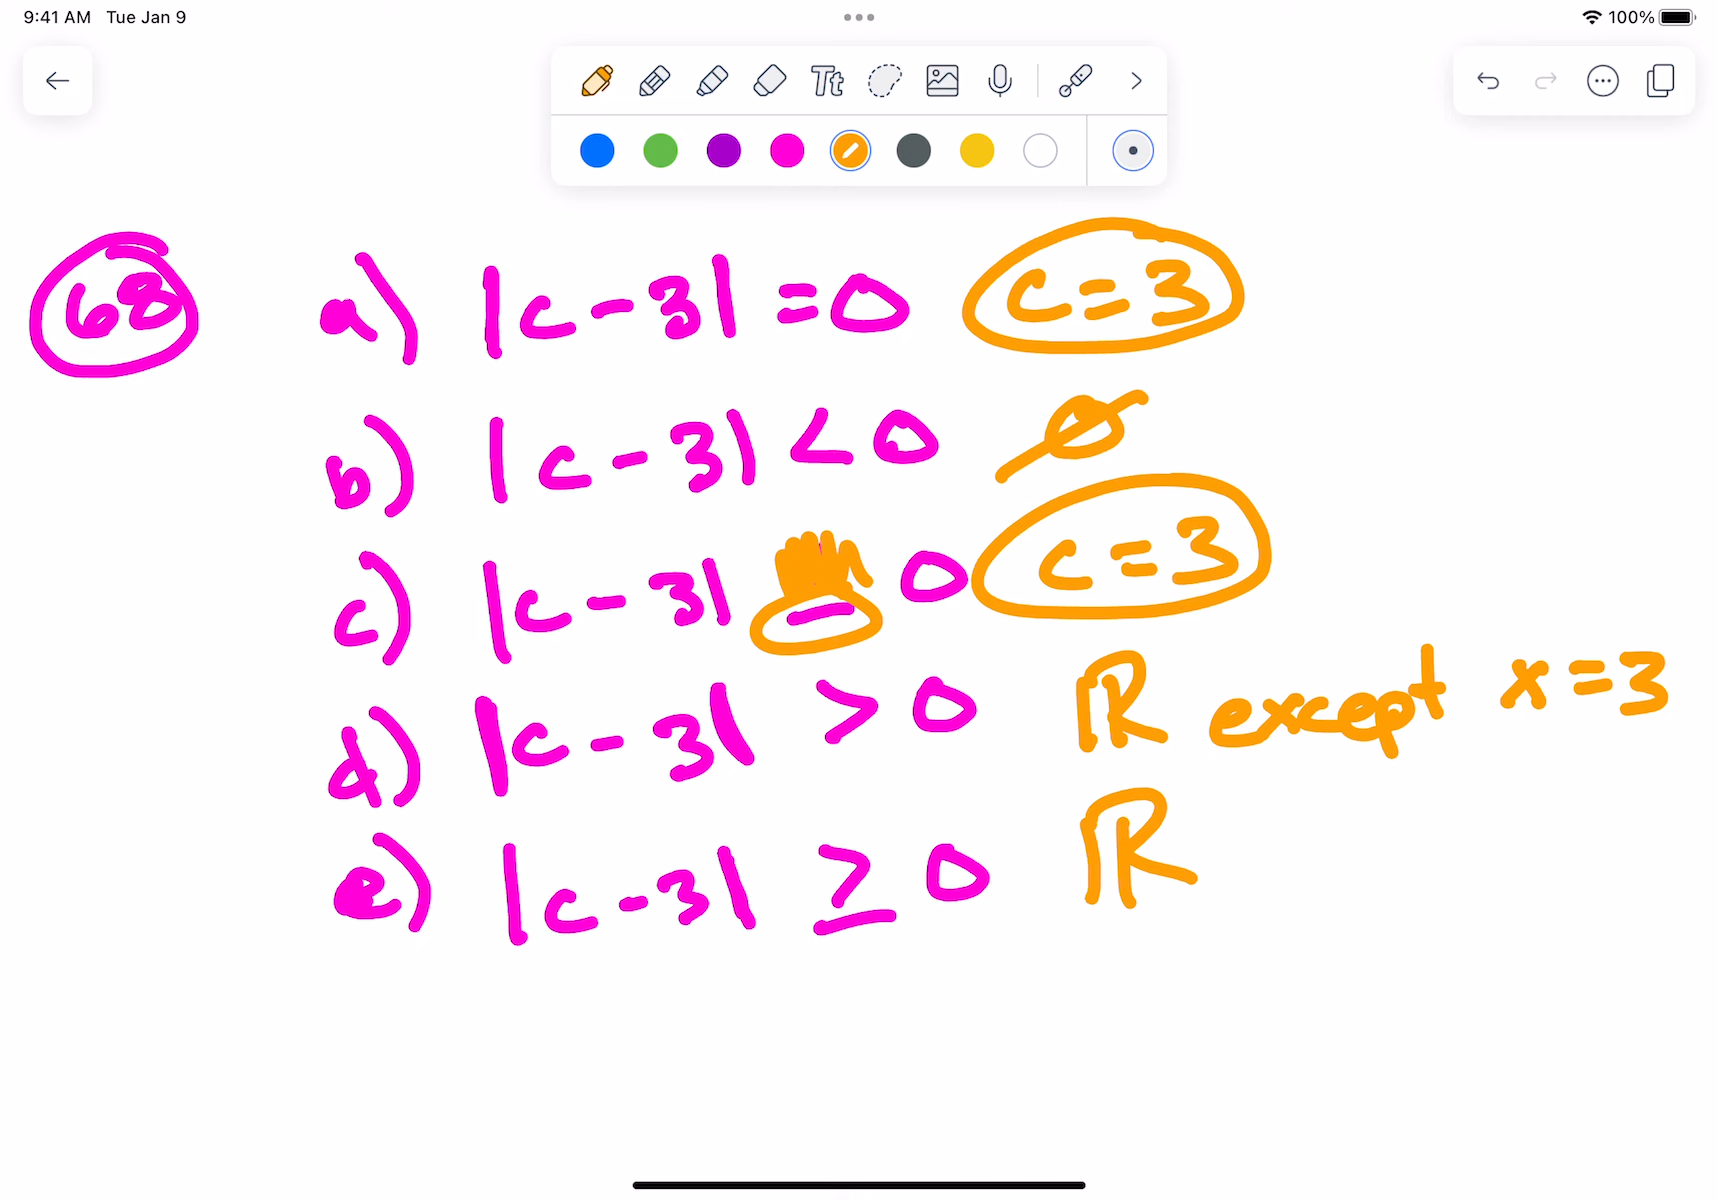 9:41 AM Tue Jan 9
100%
Tt
68 a) |c-3| =0 c=3
b) |c-3| <0 ∅
c) |c-3| _ 0 c=3
d) |c-3| >0 ℝ except x=3
e) |c-3| ≥0 ℝ